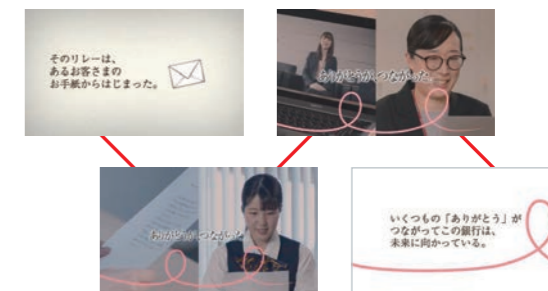 そのリレーは、
あるお客さまの
お手紙からはじまった。
ありがとうが、つながった。
ありがとうが、つながった。
いくつもの「ありがとう」が
つながってこの銀行は、
未来に向かっている。